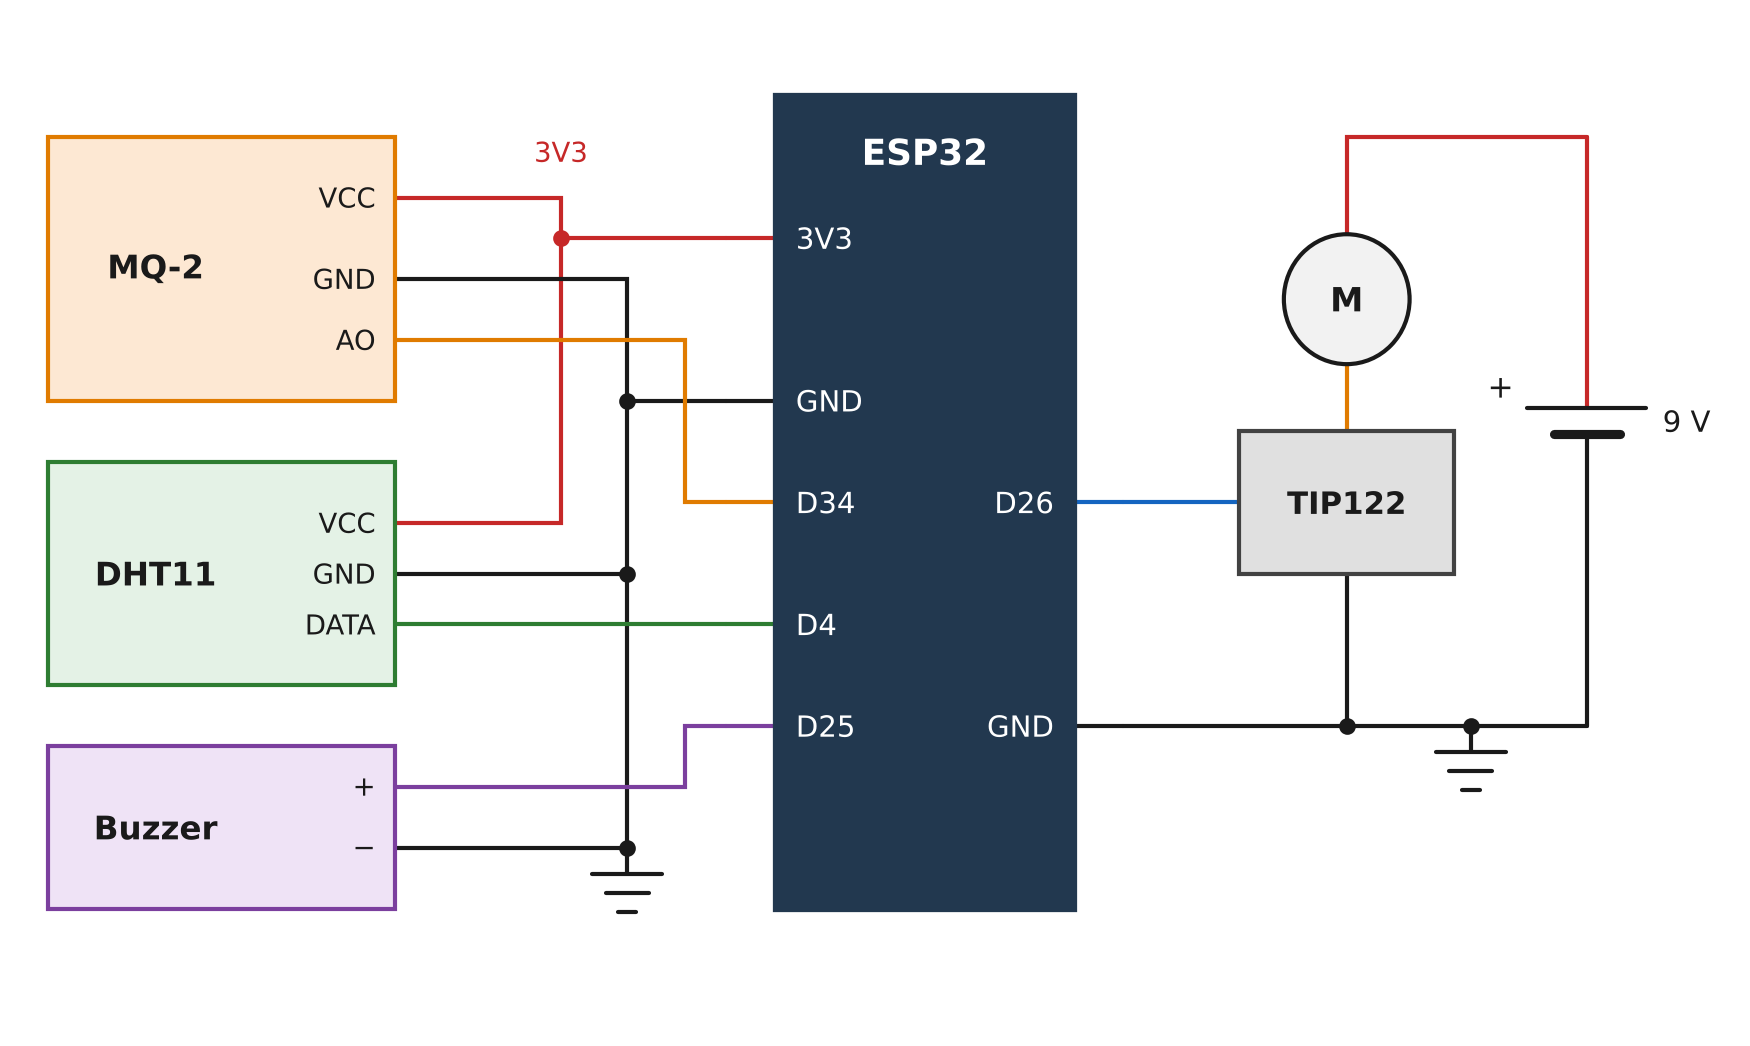 3V3
MQ-2
VCC
GND
AO
DHT11
VCC
GND
DATA
Buzzer
+
−
ESP32
3V3
GND
D34
D4
D25
D26
GND
M
TIP122
+
9 V